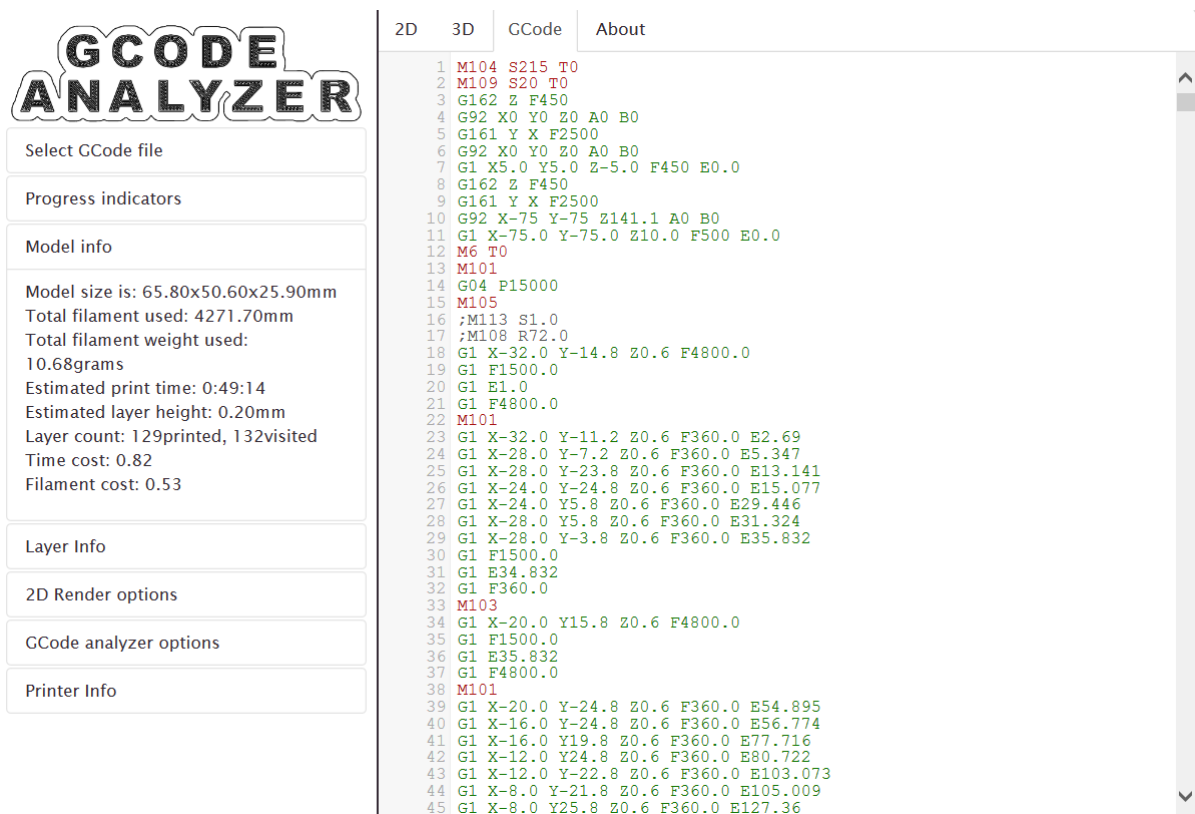 GCODE
ANALYZER
Select GCode file
Progress indicators
Model info
Model size is: 65.80x50.60x25.90mm
Total filament used: 4271.70mm
Total filament weight used:
10.68grams
Estimated print time: 0:49:14
Estimated layer height: 0.20mm
Layer count: 129printed, 132visited
Time cost: 0.82
Filament cost: 0.53
Layer Info
2D Render options
GCode analyzer options
Printer Info
2D 3D GCode About
1 M104 S215 T0
2 M109 S20 T0
3 G162 Z F450
4 G92 X0 Y0 Z0 A0 B0
5 G161 Y X F2500
6 G92 X0 Y0 Z0 A0 B0
7 G1 X5.0 Y5.0 Z-5.0 F450 E0.0
8 G162 Z F450
9 G161 Y X F2500
10 G92 X-75 Y-75 Z141.1 A0 B0
11 G1 X-75.0 Y-75.0 Z10.0 F500 E0.0
12 M6 T0
13 M101
14 G04 P15000
15 M105
16 ;M113 S1.0
17 ;M108 R72.0
18 G1 X-32.0 Y-14.8 Z0.6 F4800.0
19 G1 F1500.0
20 G1 E1.0
21 G1 F4800.0
22 M101
23 G1 X-32.0 Y-11.2 Z0.6 F360.0 E2.69
24 G1 X-28.0 Y-7.2 Z0.6 F360.0 E5.347
25 G1 X-28.0 Y-23.8 Z0.6 F360.0 E13.141
26 G1 X-24.0 Y-24.8 Z0.6 F360.0 E15.077
27 G1 X-24.0 Y5.8 Z0.6 F360.0 E29.446
28 G1 X-28.0 Y5.8 Z0.6 F360.0 E31.324
29 G1 X-28.0 Y-3.8 Z0.6 F360.0 E35.832
30 G1 F1500.0
31 G1 E34.832
32 G1 F360.0
33 M103
34 G1 X-20.0 Y15.8 Z0.6 F4800.0
35 G1 F1500.0
36 G1 E35.832
37 G1 F4800.0
38 M101
39 G1 X-20.0 Y-24.8 Z0.6 F360.0 E54.895
40 G1 X-16.0 Y-24.8 Z0.6 F360.0 E56.774
41 G1 X-16.0 Y19.8 Z0.6 F360.0 E77.716
42 G1 X-12.0 Y24.8 Z0.6 F360.0 E80.722
43 G1 X-12.0 Y-22.8 Z0.6 F360.0 E103.073
44 G1 X-8.0 Y-21.8 Z0.6 F360.0 E105.009
45 G1 X-8.0 Y25.8 Z0.6 F360.0 E127.36